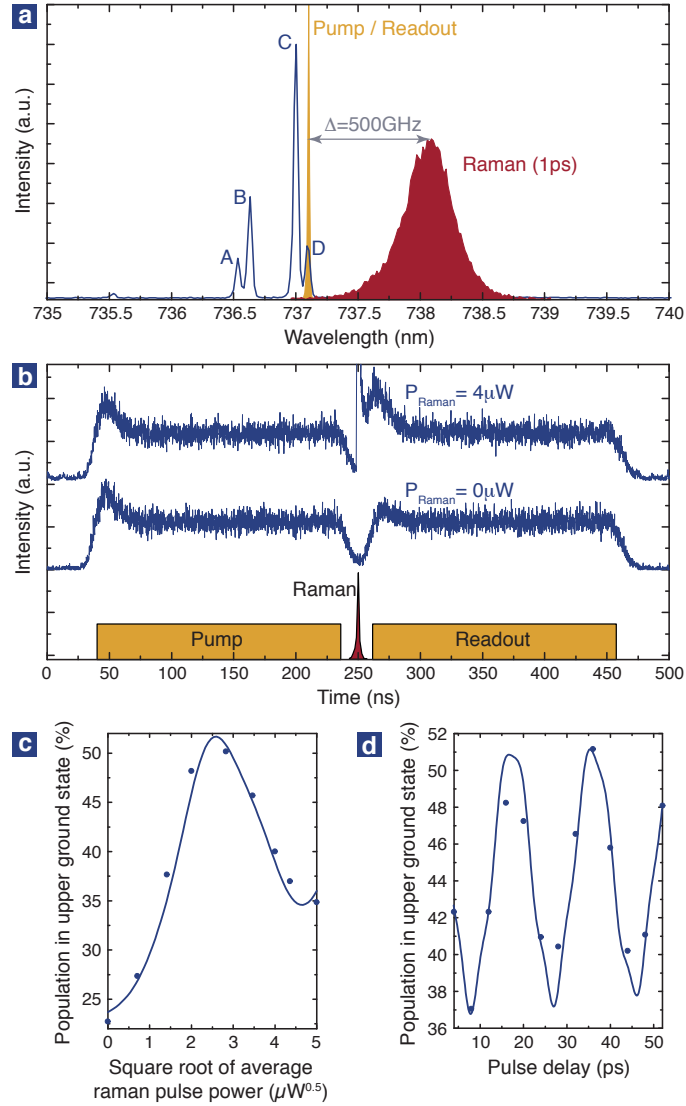 a
Pump / Readout
C
Δ=500GHz
Raman (1ps)
B
A
D
Intensity (a.u.)
735 735.5 736 736.5 737 737.5 738 738.5 739 739.5 740
Wavelength (nm)
b
P_Raman= 4μW
P_Raman= 0μW
Intensity (a.u.)
Raman
Pump
Readout
0 50 100 150 200 250 300 350 400 450 500
Time (ns)
c
Population in upper ground state (%)
50
45
40
35
30
25
0 1 2 3 4 5
Square root of average
raman pulse power (μW^0.5)
d
Population in upper ground state (%)
52
50
48
46
44
42
40
38
36
10 20 30 40 50
Pulse delay (ps)